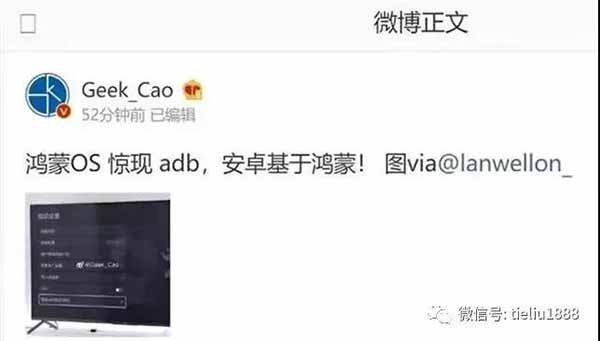 微博正文
Geek_Cao
52分钟前 已编辑
鸿蒙OS 惊现 adb，安卓基于鸿蒙！ 图via@lanwellon_
@Geek_Cao
微信号: tieliu1888